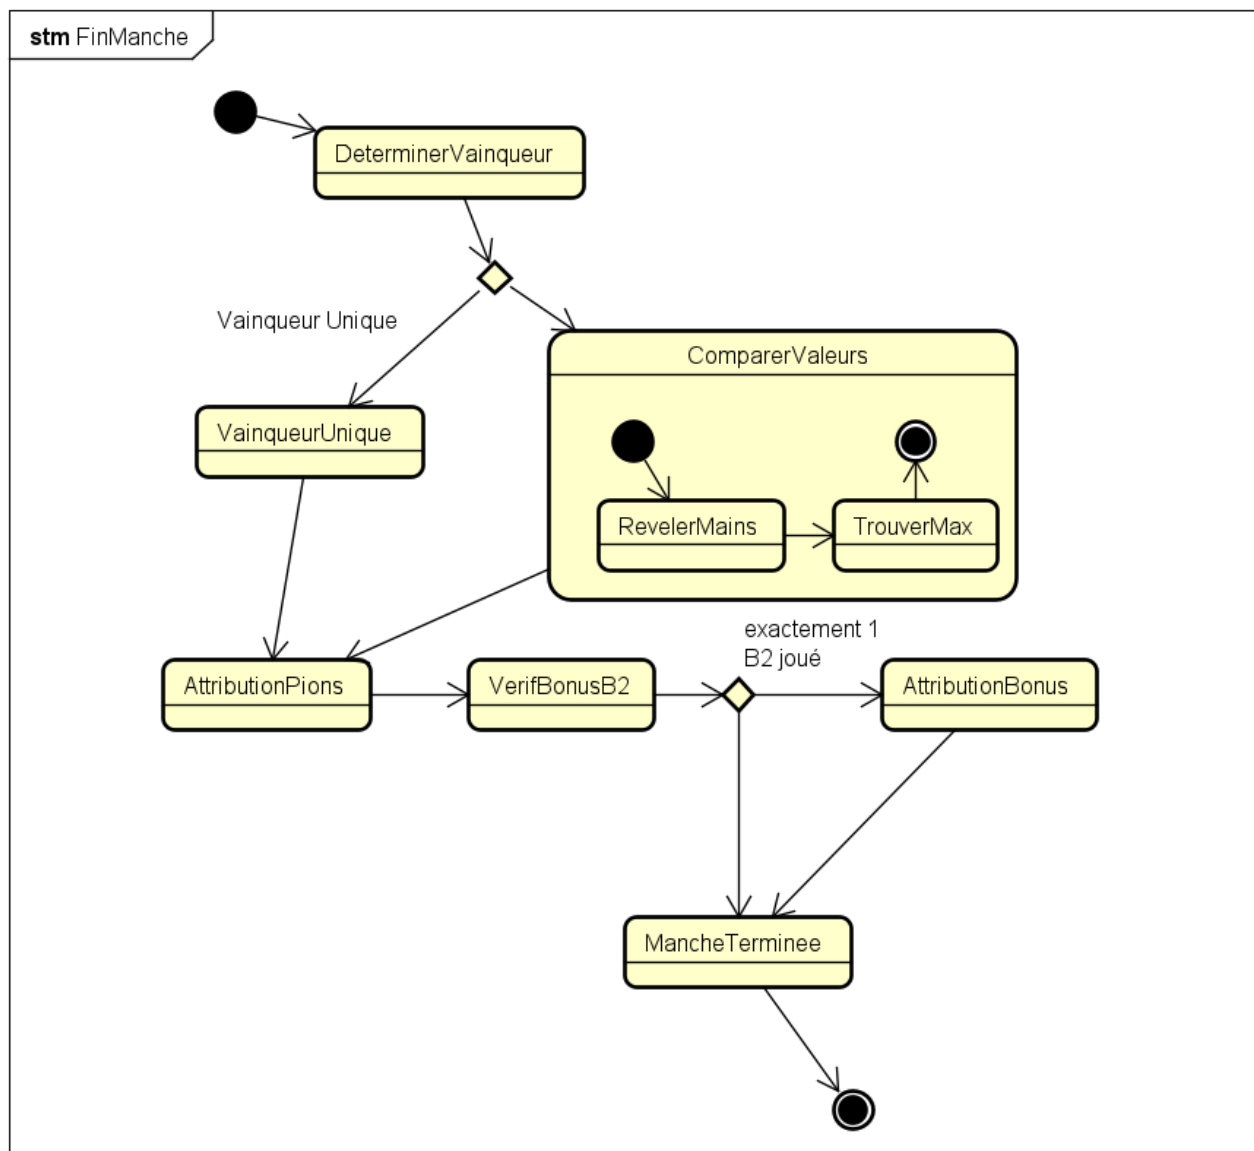 stm FinManche
DeterminerVainqueur
Vainqueur Unique
ComparerValeurs
VainqueurUnique
RevelerMains
TrouverMax
exactement 1
B2 joué
AttributionPions
VerifBonusB2
AttributionBonus
MancheTerminee